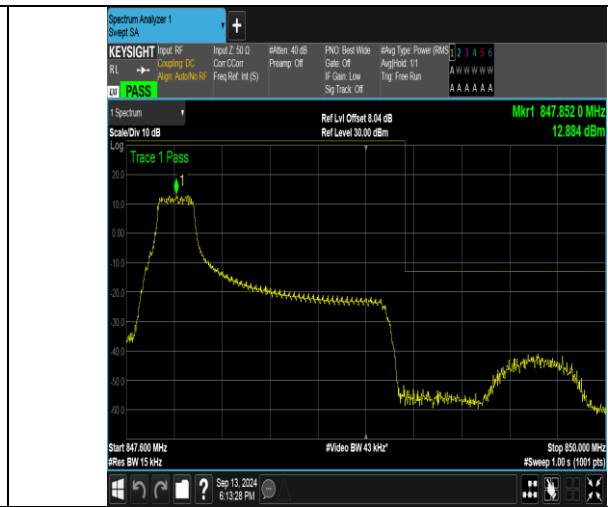 Spectrum Analyzer 1
Swept SA
+
KEYSIGHT Input: RF Input Z: 50 Ω #Atten: 40 dB PNO: Best Wide #Avg Type: Power (RMS 1 2 3 4 5 6
RL Coupling: DC Corr CCorr Preamp: Off Gate: Off Avg|Hold: 1/1 A W W W W W
Align: Auto/No RF Freq Ref: Int (S) IF Gain: Low Trig: Free Run A A A A A A
LXI PASS Sig Track: Off
1 Spectrum Ref Lvl Offset 8.04 dB Mkr1 847.852 0 MHz
Scale/Div 10 dB Ref Level 30.00 dBm 12.884 dBm
Log
Trace 1 Pass
20.0
1
10.0
0.00
-10.0
-20.0
-30.0
-40.0
-50.0
-60.0
Start 847.600 MHz #Video BW 43 kHz* Stop 850.000 MHz
#Res BW 15 kHz #Sweep 1.00 s (1001 pts)
? Sep 13, 2024
6:13:28 PM